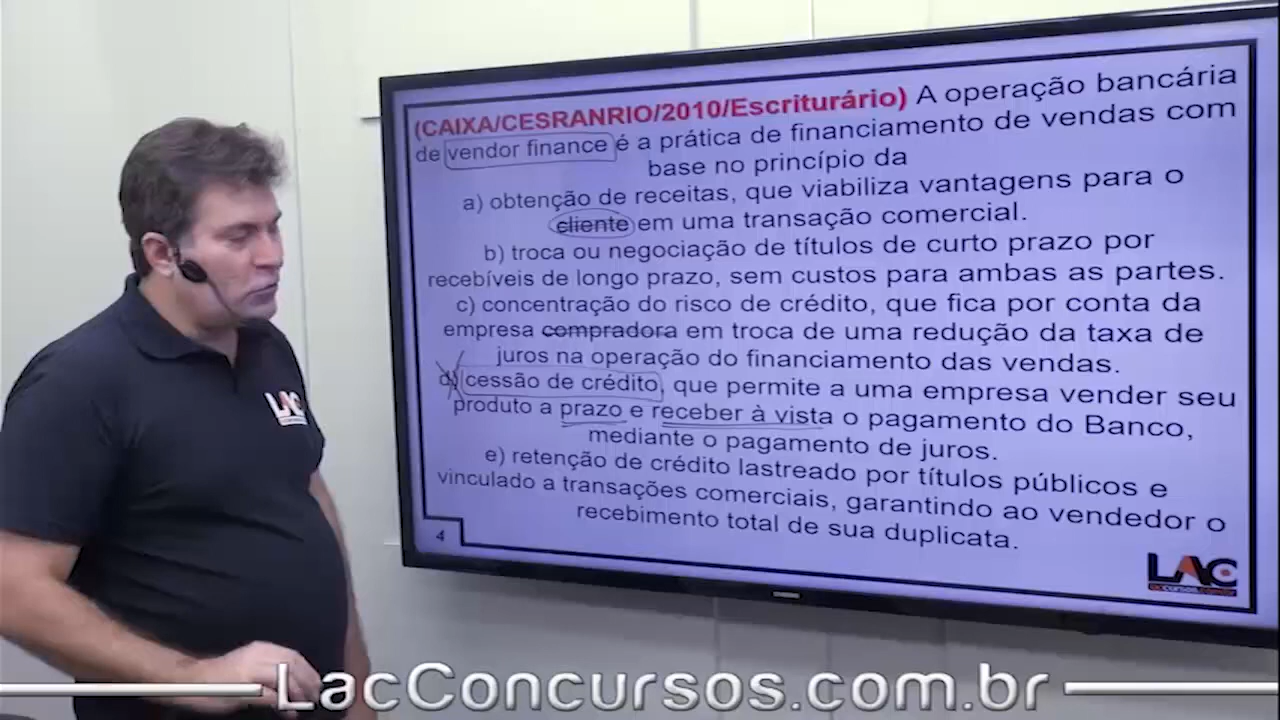 (CAIXA/CESRANRIO/2010/Escriturário) A operação bancária
de vendor finance é a prática de financiamento de vendas com
base no princípio da
a) obtenção de receitas, que viabiliza vantagens para o
cliente em uma transação comercial.
b) troca ou negociação de títulos de curto prazo por
recebíveis de longo prazo, sem custos para ambas as partes.
c) concentração do risco de crédito, que fica por conta da
empresa compradora em troca de uma redução da taxa de
juros na operação do financiamento das vendas.
d) cessão de crédito, que permite a uma empresa vender seu
produto a prazo e receber à vista o pagamento do Banco,
mediante o pagamento de juros.
e) retenção de crédito lastreado por títulos públicos e
vinculado a transações comerciais, garantindo ao vendedor o
recebimento total de sua duplicata.
4
LAC
LAC
LacConcursos.com.br